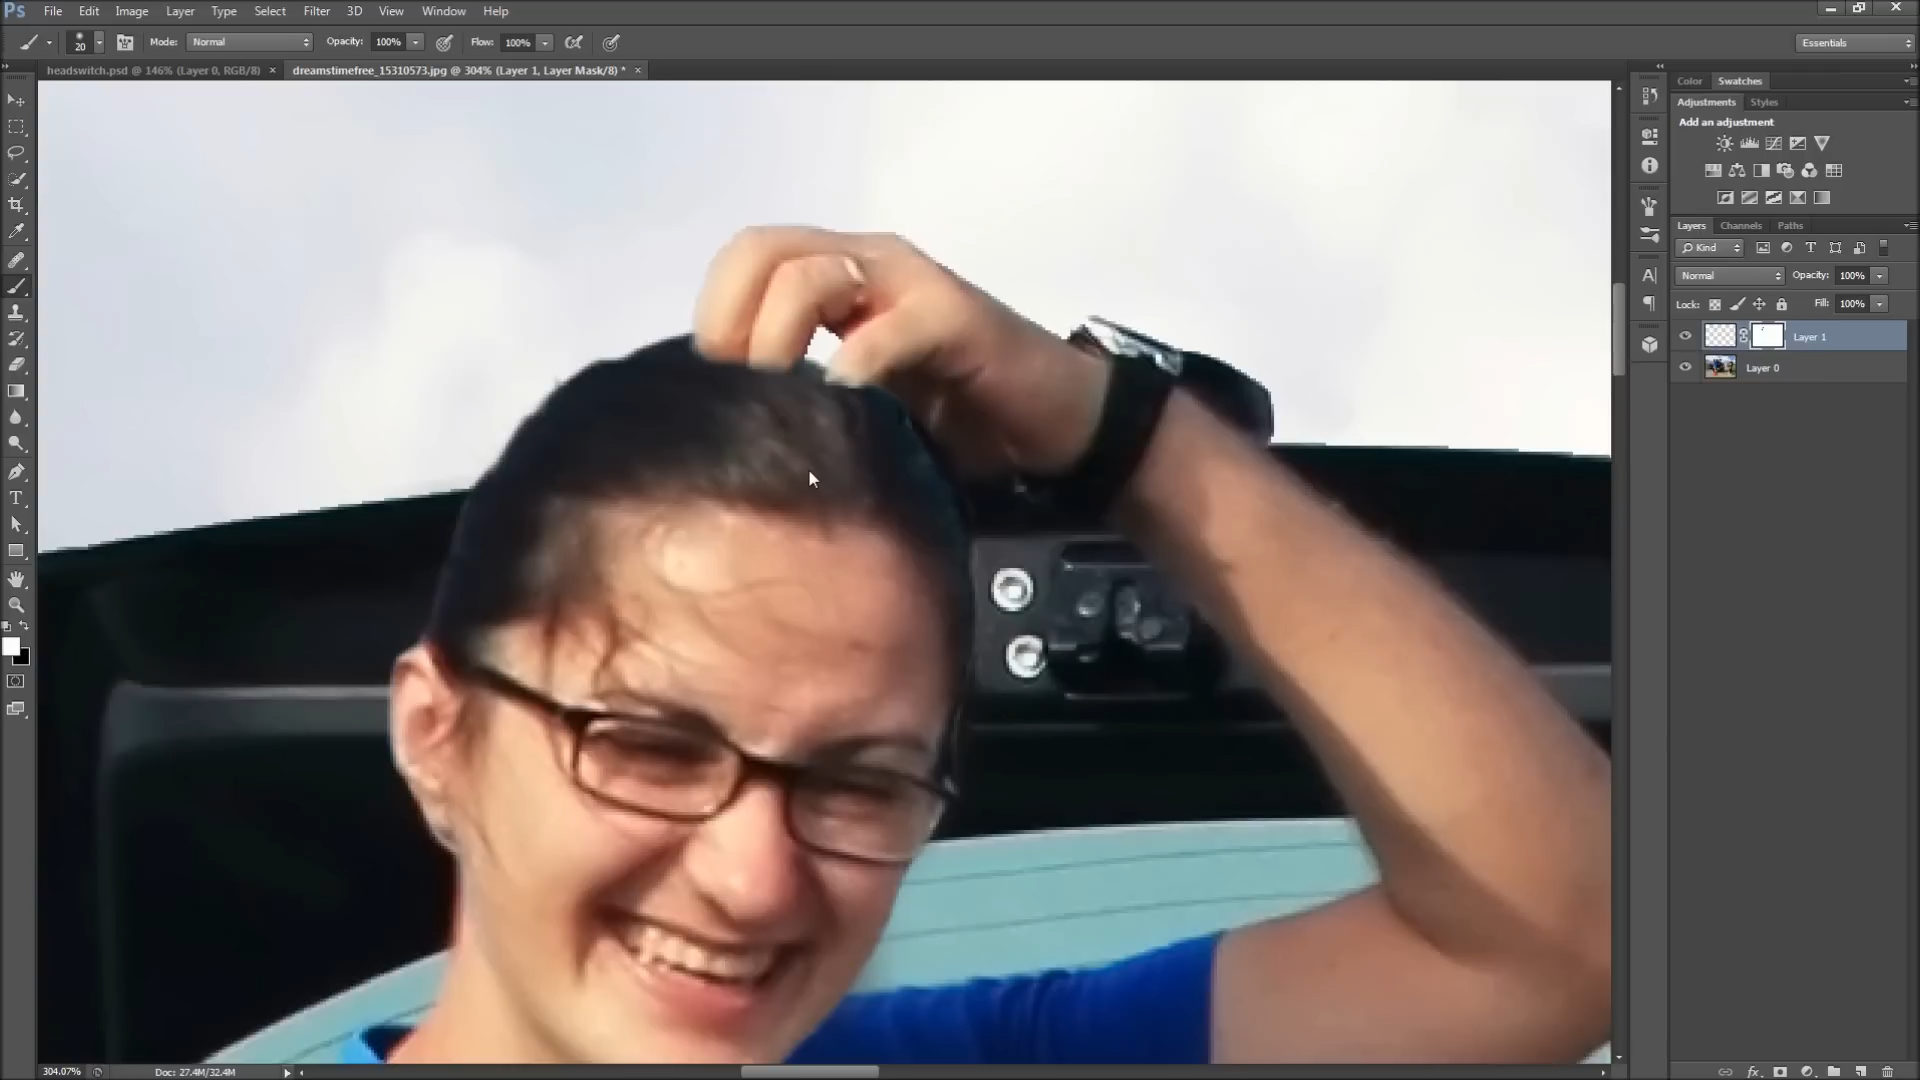 Ps File Edit Image Layer Type Select Filter 3D View Window Help
20 Mode: Normal Opacity: 100% Flow: 100% Essentials
headswitch.psd @ 146% (Layer 0, RGB/8) × dreamstimefree_15310573.jpg @ 304% (Layer 1, Layer Mask/8) * ×
Color Swatches
Adjustments Styles
Add an adjustment
Layers Channels Paths
Kind
Normal Opacity: 100%
Lock: Fill: 100%
Layer 1
Layer 0
304.07% Doc: 27.4M/32.4M